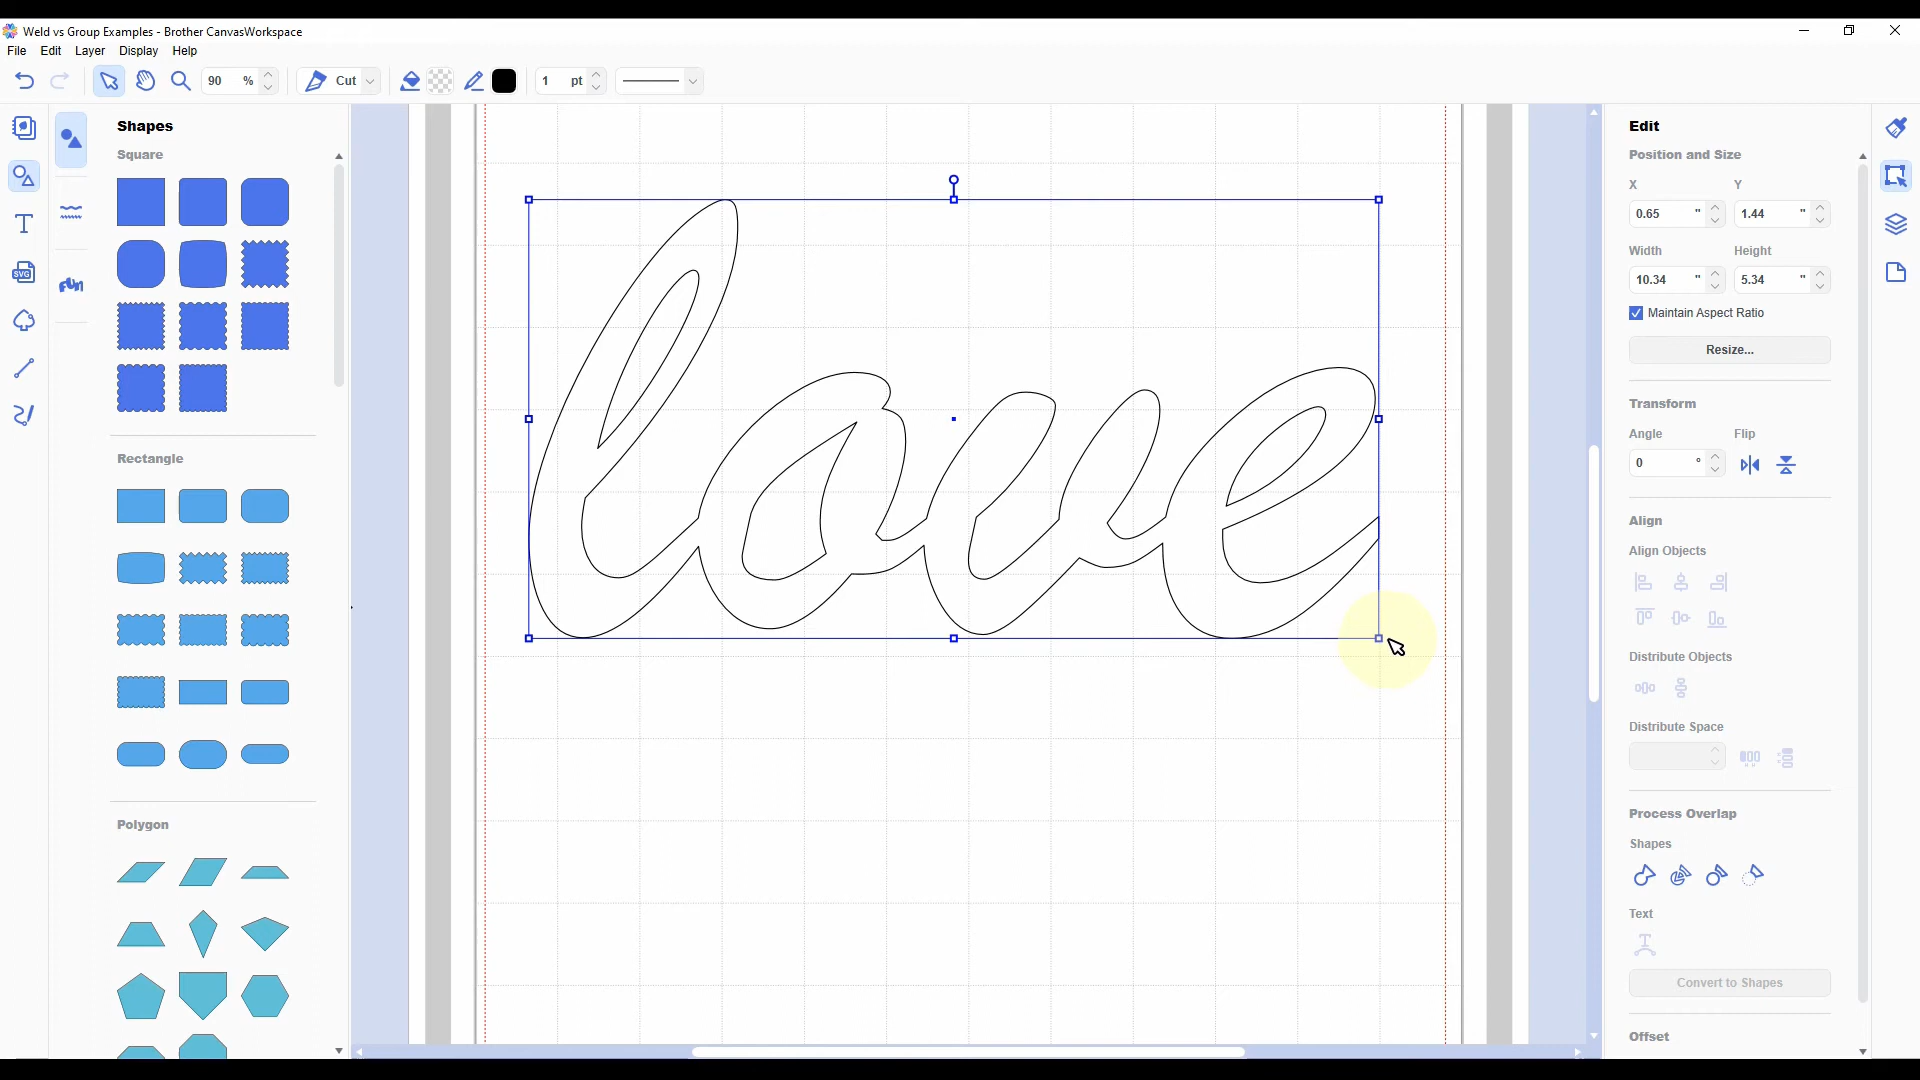 Weld vs Group Examples - Brother CanvasWorkspace
File Edit Layer Display Help
90 % Cut 1 pt
Shapes
Square
Rectangle
Polygon
SVG
fun
love
Edit
Position and Size
X Y
0.65 " 1.44 "
Width Height
10.34 " 5.34 "
Maintain Aspect Ratio
Resize...
Transform
Angle Flip
0 °
Align
Align Objects
Distribute Objects
Distribute Space
Process Overlap
Shapes
Text
Convert to Shapes
Offset